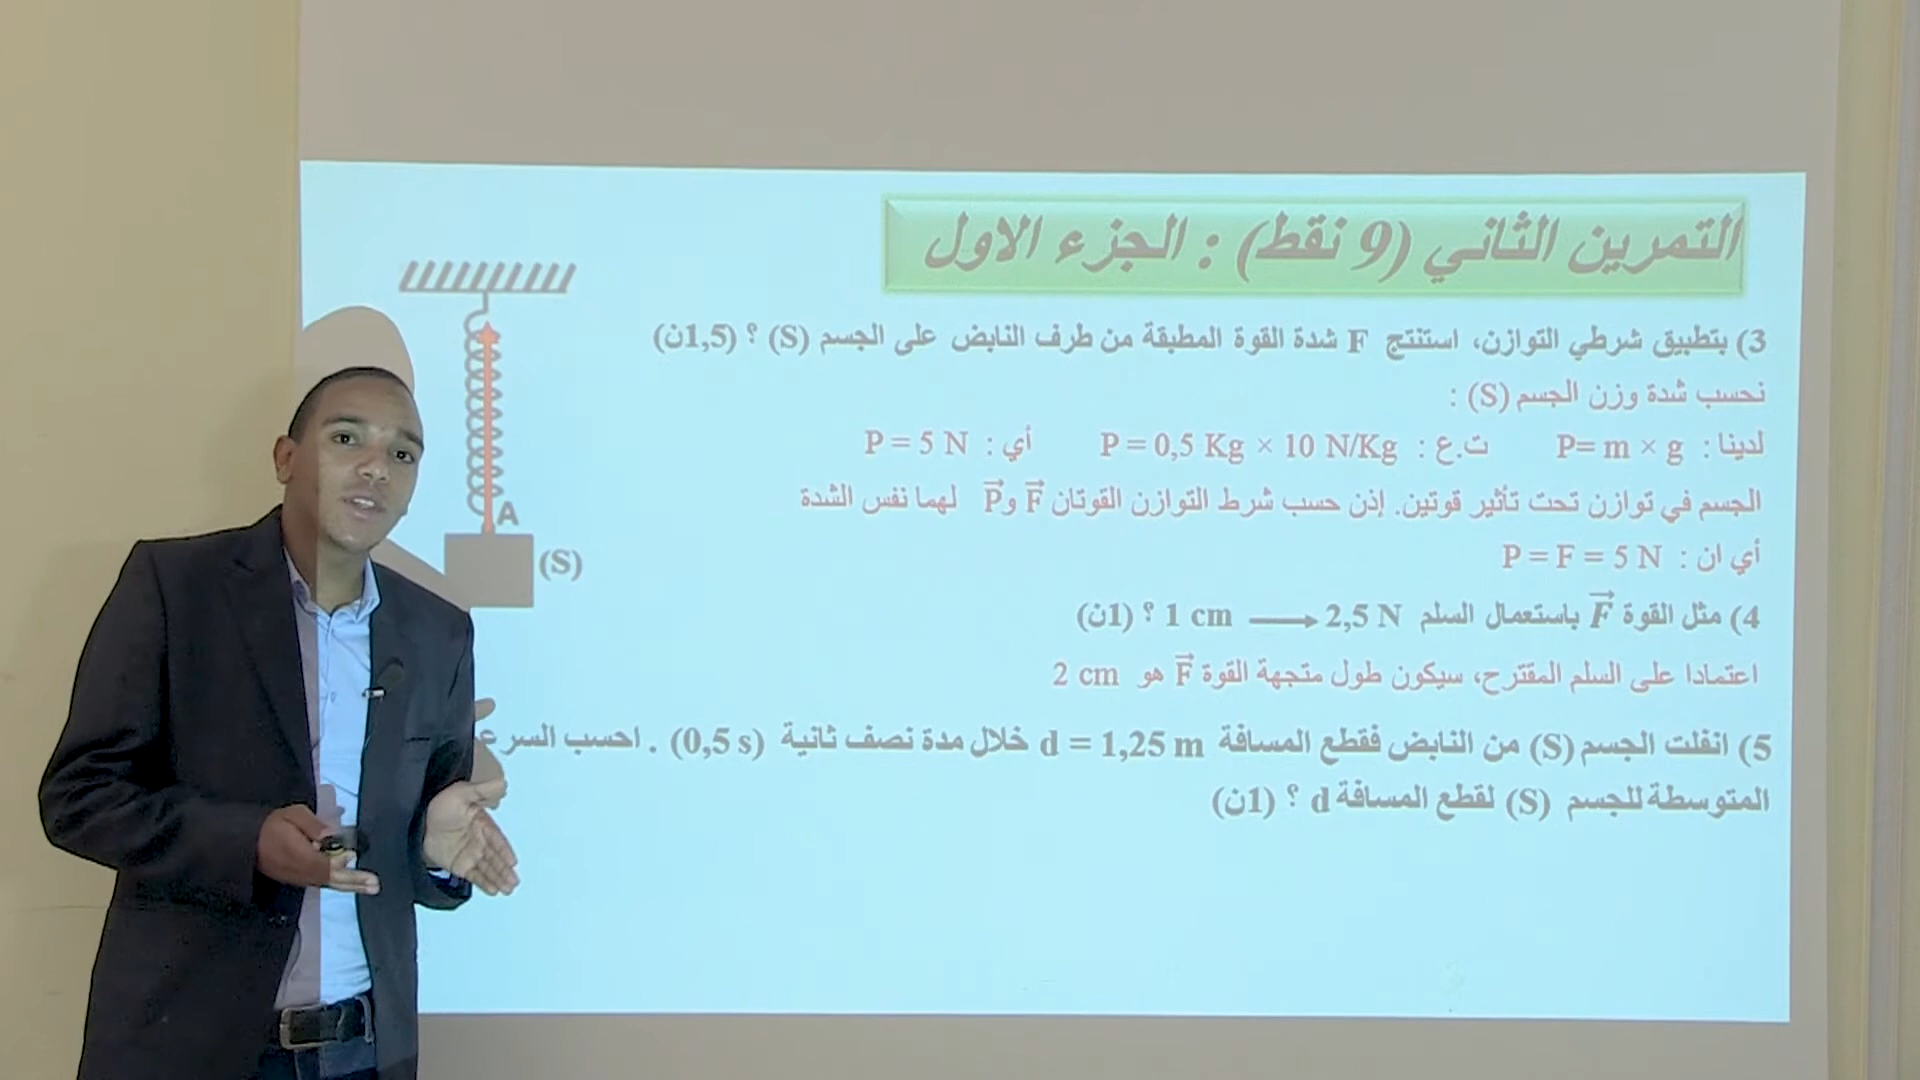 التمرين الثاني (9 نقط) : الجزء الاول
3) بتطبيق شرطي التوازن، استنتج F شدة القوة المطبقة من طرف النابض على الجسم (S) ؟ (1,5ن)
نحسب شدة وزن الجسم (S) :
لدينا : P= m × g ت.ع : P = 0,5 Kg × 10 N/Kg أي : P = 5 N
الجسم في توازن تحت تأثير قوتين. إذن حسب شرط التوازن القوتان F⃗ و P⃗ لهما نفس الشدة
أي ان : P = F = 5 N
4) مثل القوة F⃗ باستعمال السلم 1 cm ⟶ 2,5 N ؟ (1ن)
اعتمادا على السلم المقترح، سيكون طول متجهة القوة F⃗ هو 2 cm
5) انفلت الجسم (S) من النابض فقطع المسافة d = 1,25 m خلال مدة نصف ثانية (0,5 s) . احسب
المتوسطة للجسم (S) لقطع المسافة d ؟ (1ن)
A
(S)